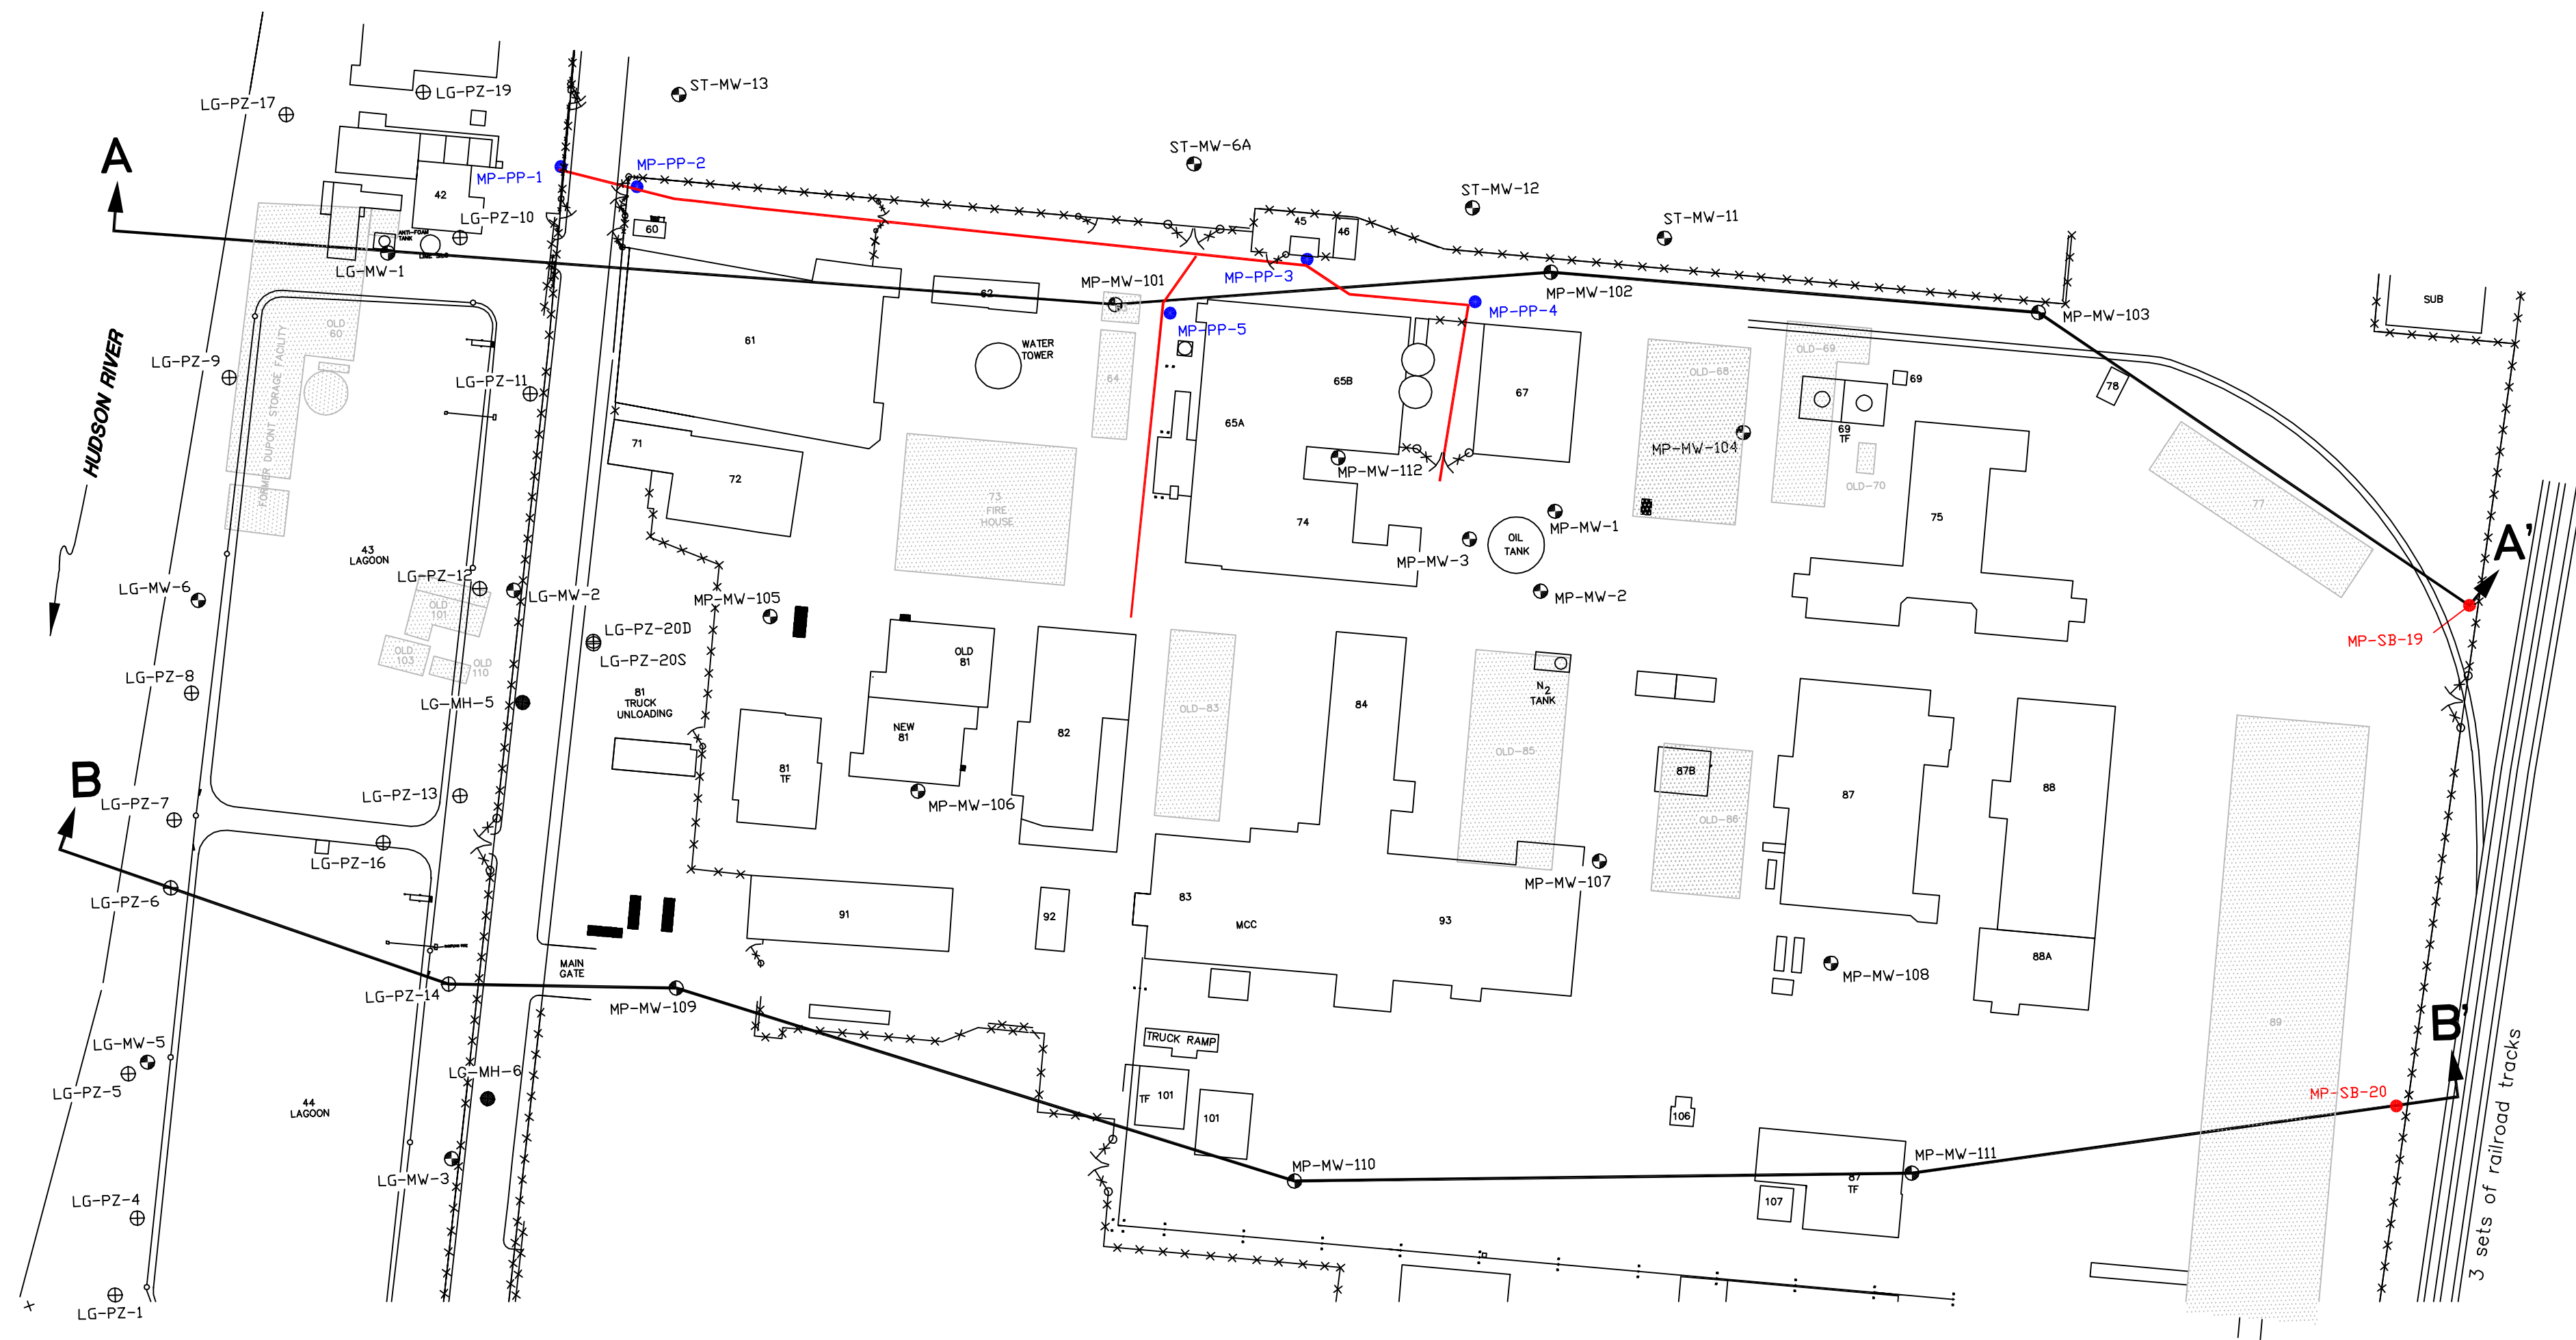 LG-PZ-17
LG-PZ-19
ST-MW-13
A
42
MP-PP-1
MP-PP-2
ST-MW-6A
ST-MW-12
ST-MW-11
LG-PZ-10
ANTI-FOAM
TANK
LG-MW-1
60
45
46
MP-PP-3
MP-MW-101
MP-MW-102
MP-PP-4
MP-MW-103
SUB
62
MP-PP-5
HUDSON RIVER
LG-PZ-9
OLD
60
FORMER DUPONT STORAGE FACILITY
LG-PZ-11
61
WATER
TOWER
64
65B
65A
67
OLD-68
OLD-69
69
69
TF
78
71
72
73
FIRE
HOUSE
MP-MW-112
MP-MW-104
OLD-70
75
77
74
MP-MW-1
MP-MW-3
OIL
TANK
A'
43
LAGOON
LG-PZ-12
LG-MW-6
OLD
101
LG-MW-2
MP-MW-105
MP-MW-2
LG-PZ-20D
LG-PZ-20S
OLD
103
OLD
110
OLD
81
MP-SB-19
LG-PZ-8
LG-MH-5
81
TRUCK
UNLOADING
NEW
81
82
OLD-83
84
N2
TANK
OLD-85
B
81
TF
87B
87
88
LG-PZ-7
LG-PZ-13
MP-MW-106
OLD-86
LG-PZ-16
MP-MW-107
LG-PZ-6
91
92
83
MCC
93
88A
MAIN
GATE
LG-PZ-14
MP-MW-109
MP-MW-108
B'
89
LG-MW-5
TRUCK RAMP
LG-PZ-5
LG-MH-6
44
LAGOON
TF 101
101
106
MP-SB-20
3 sets of railroad tracks
LG-MW-3
MP-MW-110
MP-MW-111
87
TF
107
LG-PZ-4
LG-PZ-1